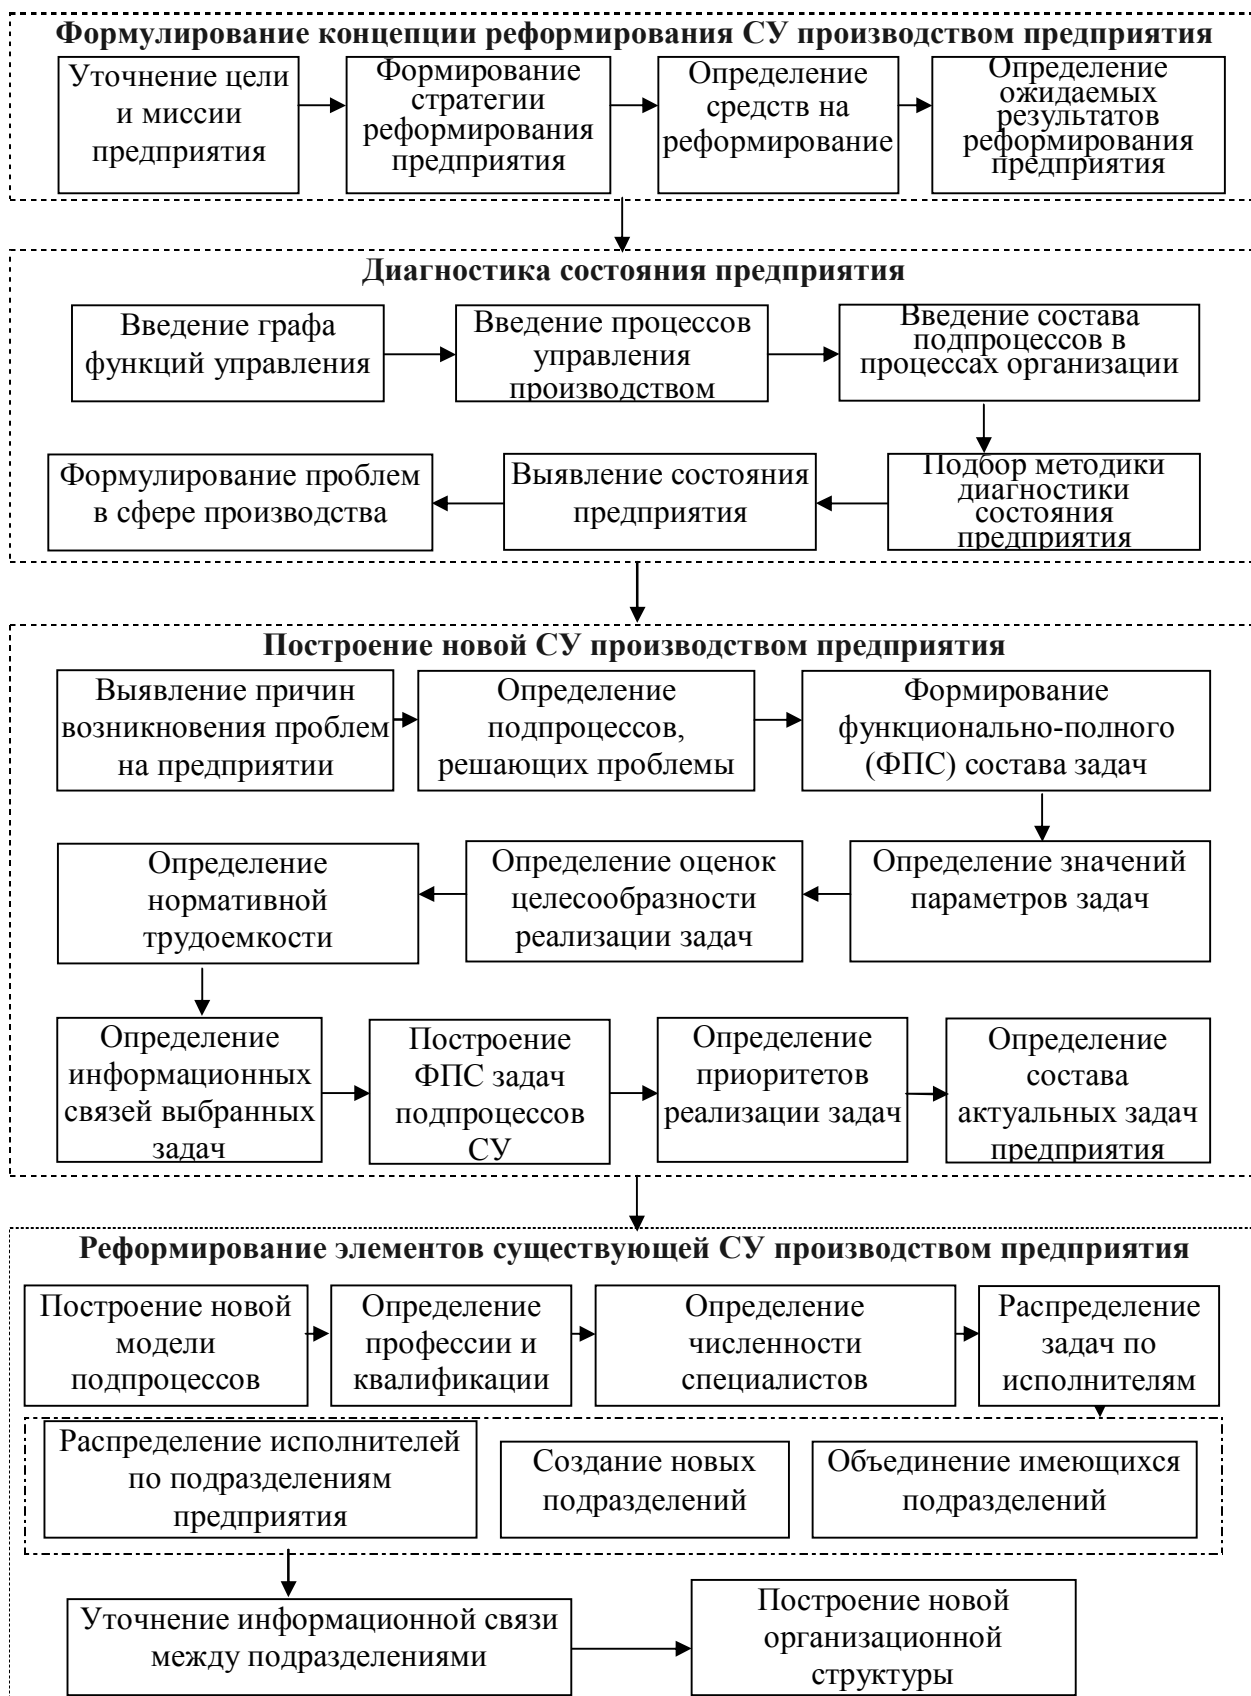 Формулирование концепции реформирования СУ производством предприятия
Уточнение цели
и миссии
предприятия
Формирование
стратегии
реформирования
предприятия
Определение
средств на
реформирование
Определение
ожидаемых
результатов
реформирования
предприятия
Диагностика состояния предприятия
Введение графа
функций управления
Введение процессов
управления
производством
Введение состава
подпроцессов в
процессах организации
Формулирование проблем
в сфере производства
Выявление состояния
предприятия
Подбор методики
диагностики
состояния
предприятия
Построение новой СУ производством предприятия
Выявление причин
возникновения проблем
на предприятии
Определение
подпроцессов,
решающих проблемы
Формирование
функционально-полного
(ФПС) состава задач
Определение
нормативной
трудоемкости
Определение оценок
целесообразности
реализации задач
Определение значений
параметров задач
Определение
информационных
связей выбранных
задач
Построение
ФПС задач
подпроцессов
СУ
Определение
приоритетов
реализации задач
Определение
состава
актуальных задач
предприятия
Реформирование элементов существующей СУ производством предприятия
Построение новой
модели
подпроцессов
Определение
профессии и
квалификации
Определение
численности
специалистов
Распределение
задач по
исполнителям
Распределение исполнителей
по подразделениям
предприятия
Создание новых
подразделений
Объединение имеющихся
подразделений
Уточнение информационной связи
между подразделениями
Построение новой
организационной
структуры